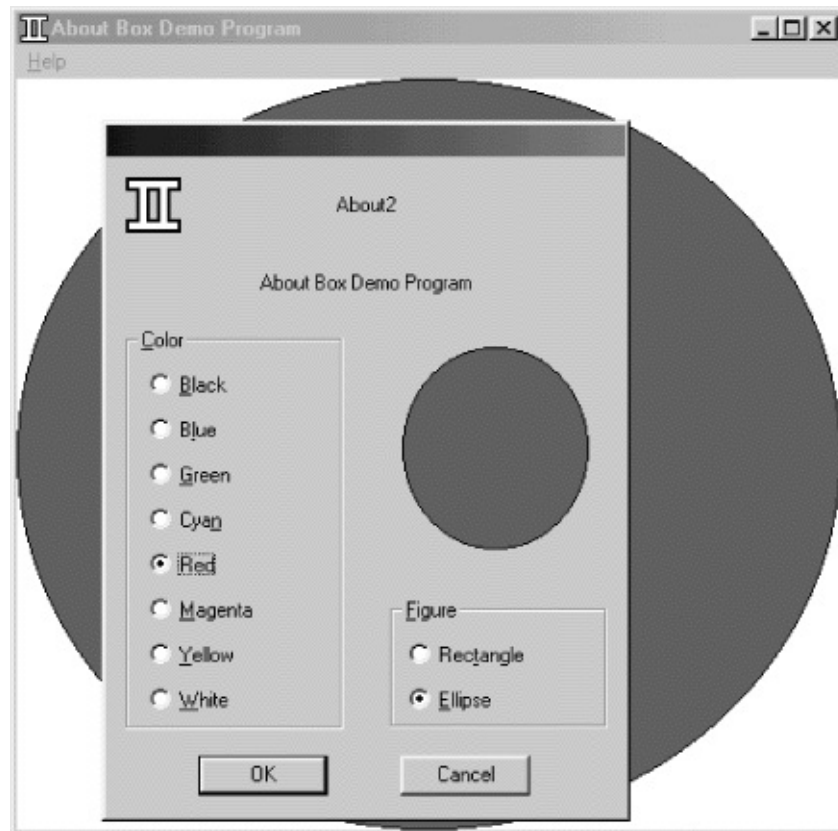 About Box Demo Program
Help
About2
About Box Demo Program
Color
Black
Blue
Green
Cyan
Red
Magenta
Yellow
White
Figure
Rectangle
Ellipse
OK
Cancel